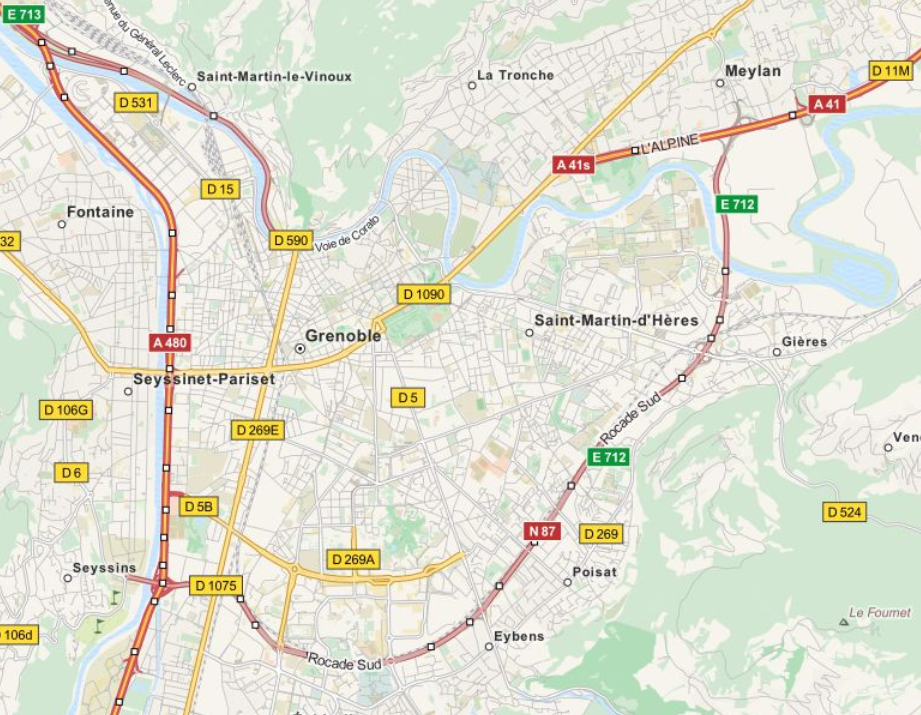 E 713
Avenue du Général Leclerc
Saint-Martin-le-Vinoux
La Tronche
Meylan
D 11M
D 531
A 41
L'ALPINE
A 41s
D 15
E 712
Fontaine
32
D 590
Voie de Corato
D 1090
Saint-Martin-d'Hères
Grenoble
A 480
Gières
Seyssinet-Pariset
D 5
D 106G
Rocade Sud
D 269E
Ven
E 712
D 6
D 5B
D 524
N 87
D 269
D 269A
Seyssins
Poisat
D 1075
Le Fournet
106d
Eybens
Rocade Sud